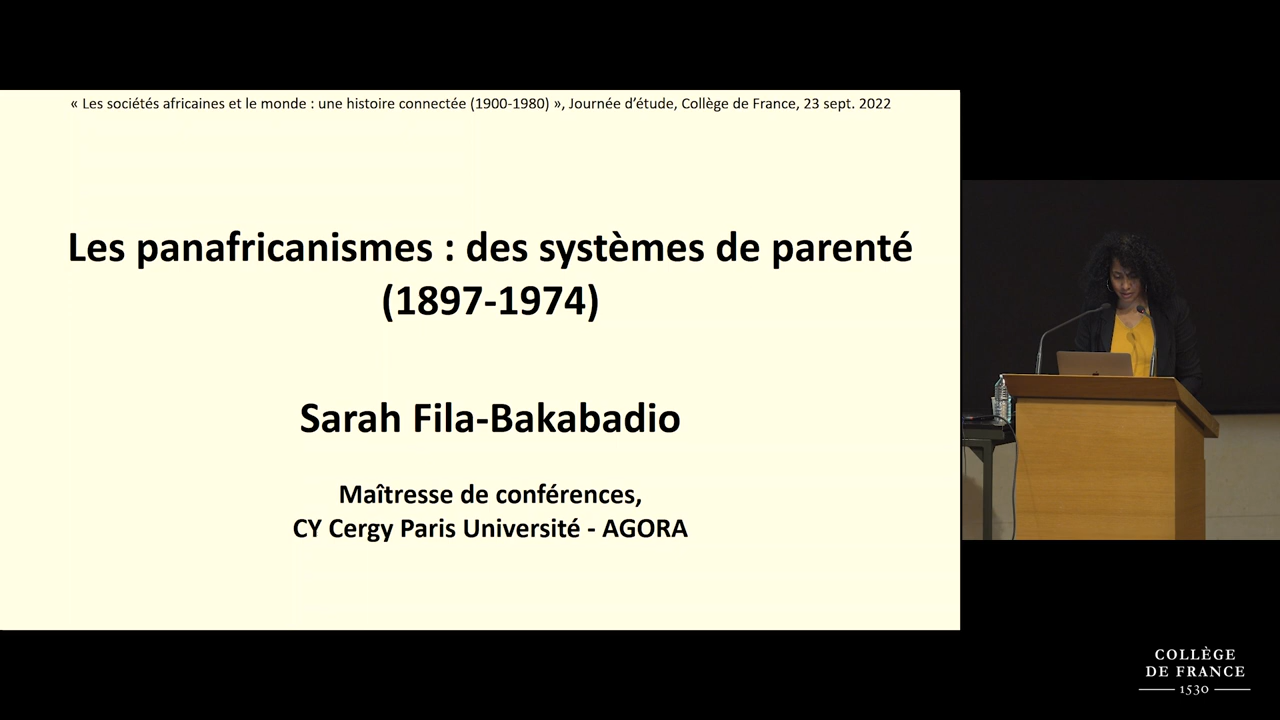 « Les sociétés africaines et le monde : une histoire connectée (1900-1980) », Journée d'étude, Collège de France, 23 sept. 2022
Les panafricanismes : des systèmes de parenté
(1897-1974)
Sarah Fila-Bakabadio
Maîtresse de conférences,
CY Cergy Paris Université - AGORA
COLLÈGE
DE FRANCE
1530